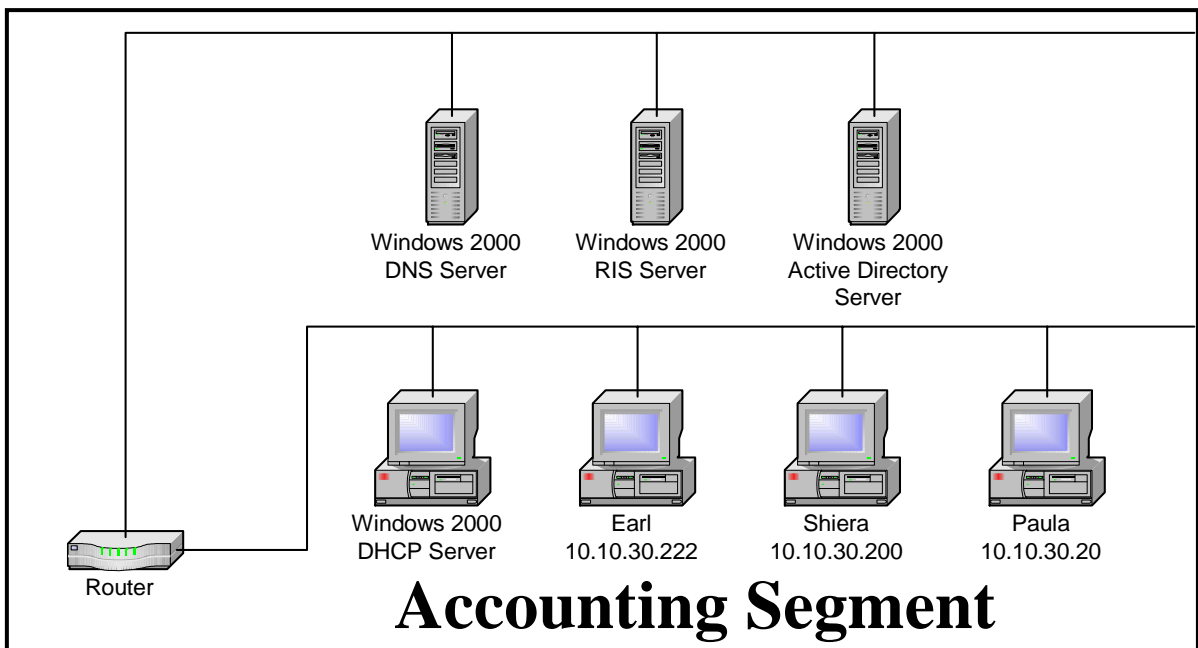 Windows 2000
DNS Server
Windows 2000
RIS Server
Windows 2000
Active Directory
Server
Windows 2000
DHCP Server
Earl
10.10.30.222
Shiera
10.10.30.200
Paula
10.10.30.20
Router
Accounting Segment